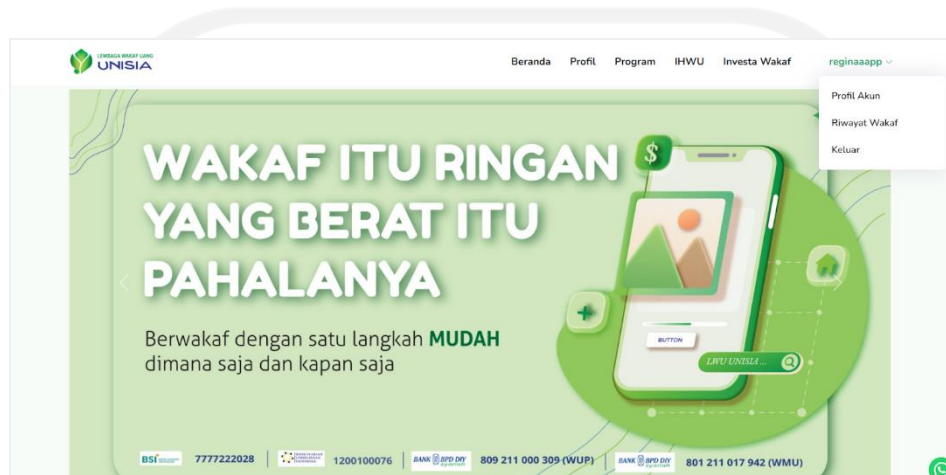 LEMBAGA WAKAF UANG
UNISIA
Beranda Profil Program IHWU Investa Wakaf reginaaapp
Profil Akun
Riwayat Wakaf
Keluar
WAKAF ITU RINGAN
YANG BERAT ITU
PAHALANYA
Berwakaf dengan satu langkah MUDAH
dimana saja dan kapan saja
$
BUTTON
LWU UNISIA ...
BSI 7777222028 1200100076 BANK BPD DIY syariah 809 211 000 309 (WUP) BANK BPD DIY syariah 801 211 017 942 (WMU)